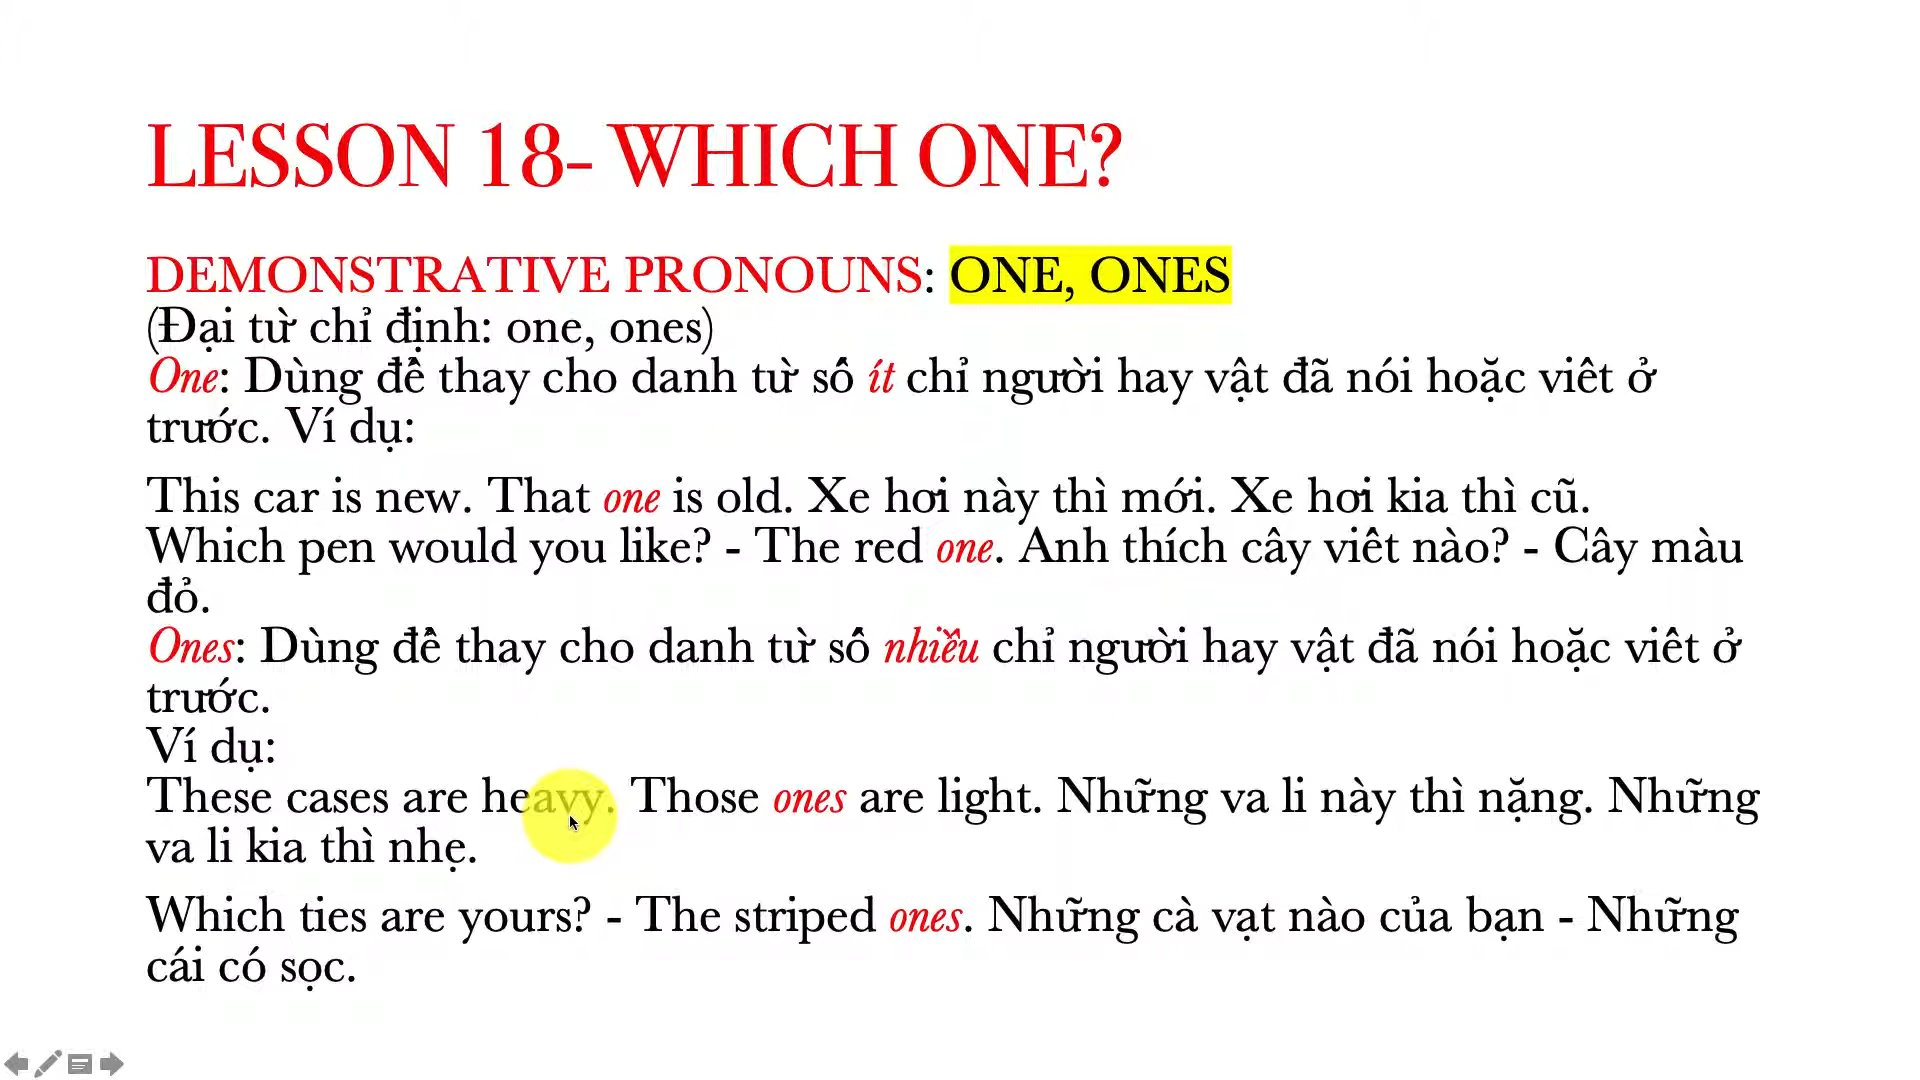 LESSON 18- WHICH ONE?
DEMONSTRATIVE PRONOUNS: ONE, ONES
(Đại từ chỉ định: one, ones)
One: Dùng để thay cho danh từ số ít chỉ người hay vật đã nói hoặc viết ở
trước. Ví dụ:
This car is new. That one is old. Xe hơi này thì mới. Xe hơi kia thì cũ.
Which pen would you like? - The red one. Anh thích cây viết nào? - Cây màu
đỏ.
Ones: Dùng để thay cho danh từ số nhiều chỉ người hay vật đã nói hoặc viết ở
trước.
Ví dụ:
These cases are heavy. Those ones are light. Những va li này thì nặng. Những
va li kia thì nhẹ.
Which ties are yours? - The striped ones. Những cà vạt nào của bạn - Những
cái có sọc.